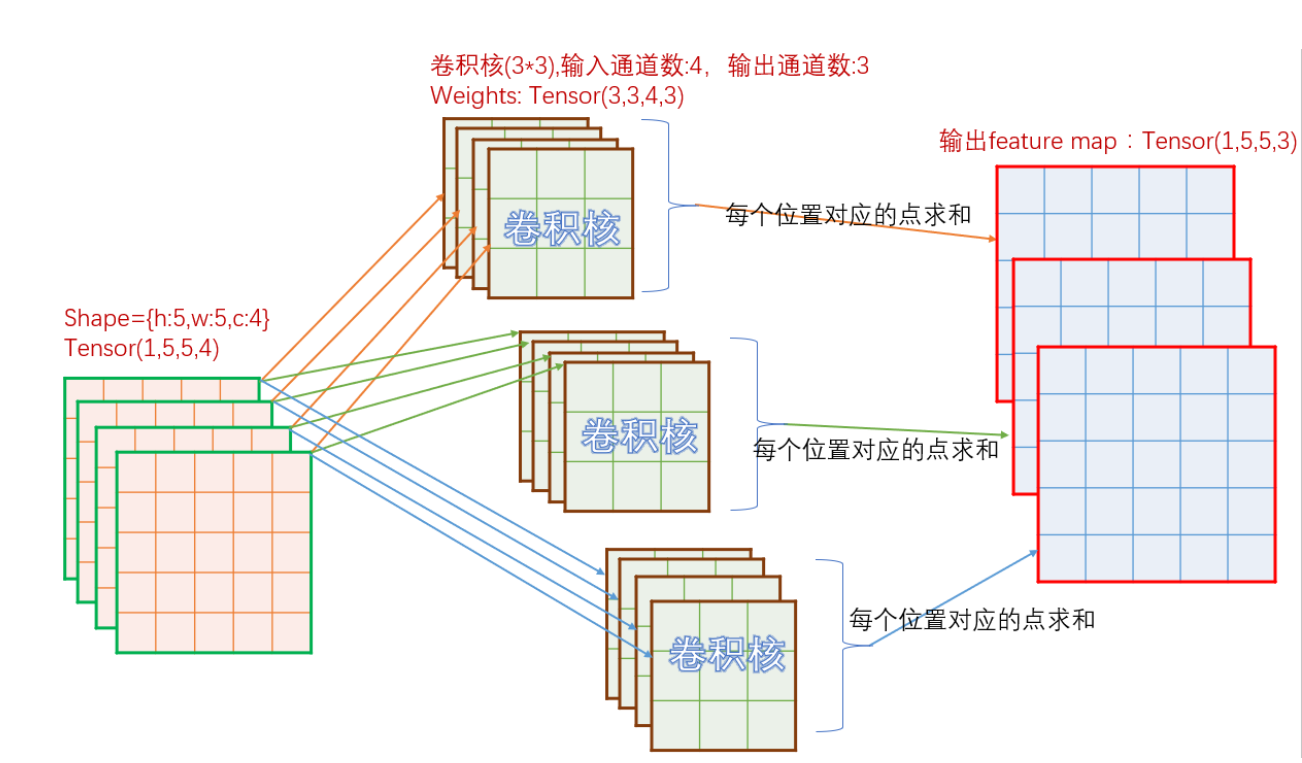 卷积核(3*3),输入通道数:4，输出通道数:3
Weights: Tensor(3,3,4,3)
输出feature map：Tensor(1,5,5,3)
卷积核
每个位置对应的点求和
Shape={h:5,w:5,c:4}
Tensor(1,5,5,4)
卷积核
每个位置对应的点求和
卷积核
每个位置对应的点求和